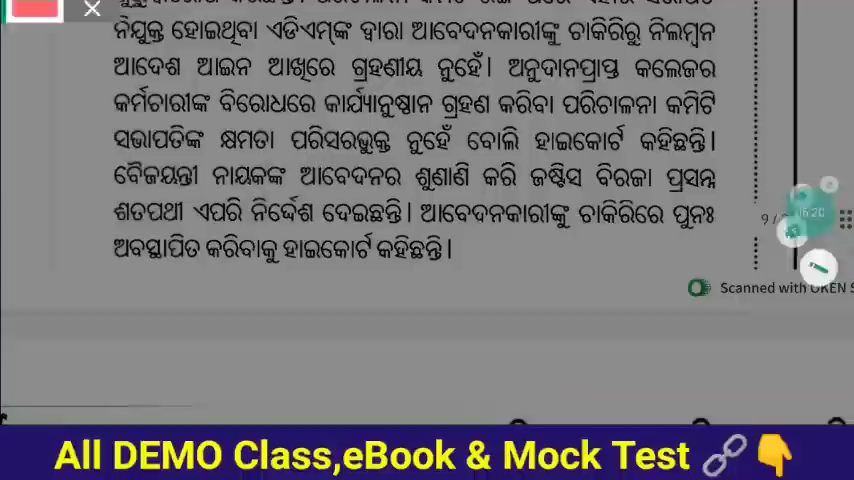 ନିଯୁକ୍ତ ହୋଇଥିବା ଏଡିଏମ୍‌ଙ୍କ ଦ୍ୱାରା ଆବେଦନକାରୀଙ୍କୁ ଚାକିରିରୁ ନିଲମ୍ବନ
ଆଦେଶ ଆଇନ ଆଖିରେ ଗ୍ରହଣୀୟ ନୁହେଁ। ଅନୁଦାନପ୍ରାପ୍ତ କଲେଜର
କର୍ମଚାରୀଙ୍କ ବିରୋଧରେ କାର୍ଯ୍ୟାନୁଷ୍ଠାନ ଗ୍ରହଣ କରିବା ପରିଚାଳନା କମିଟି
ସଭାପତିଙ୍କ କ୍ଷମତା ପରିସରଭୁକ୍ତ ନୁହେଁ ବୋଲି ହାଇକୋର୍ଟ କହିଛନ୍ତି।
ବୈଜୟନ୍ତୀ ନାୟକଙ୍କ ଆବେଦନର ଶୁଣାଣି କରି ଜଷ୍ଟିସ ବିରଜା ପ୍ରସନ୍ନ
ଶତପଥୀ ଏପରି ନିର୍ଦ୍ଦେଶ ଦେଇଛନ୍ତି। ଆବେଦନକାରୀଙ୍କୁ ଚାକିରିରେ ପୁନଃ
ଅବସ୍ଥାପିତ କରିବାକୁ ହାଇକୋର୍ଟ କହିଛନ୍ତି।
9 /
Scanned with OKEN S
All DEMO Class,eBook & Mock Test